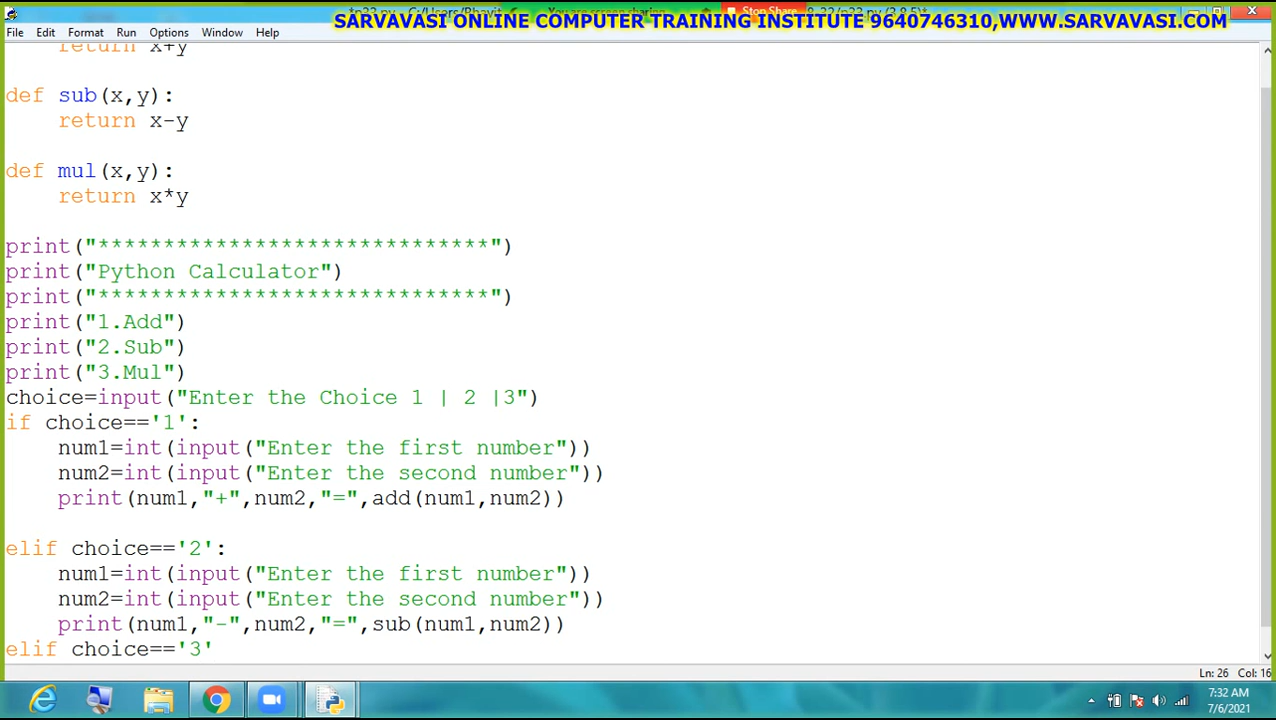 SARVAVASI ONLINE COMPUTER TRAINING INSTITUTE 9640746310,WWW.SARVAVASI.COM
File Edit Format Run Options Window Help
return x+y
def sub(x,y):
return x-y
def mul(x,y):
return x*y
print("******************************")
print("Python Calculator")
print("******************************")
print("1.Add")
print("2.Sub")
print("3.Mul")
choice=input("Enter the Choice 1 | 2 |3")
if choice=='1':
num1=int(input("Enter the first number"))
num2=int(input("Enter the second number"))
print(num1,"+",num2,"=",add(num1,num2))
elif choice=='2':
num1=int(input("Enter the first number"))
num2=int(input("Enter the second number"))
print(num1,"-",num2,"=",sub(num1,num2))
elif choice=='3'
Ln: 26 Col: 16
7:32 AM
7/6/2021